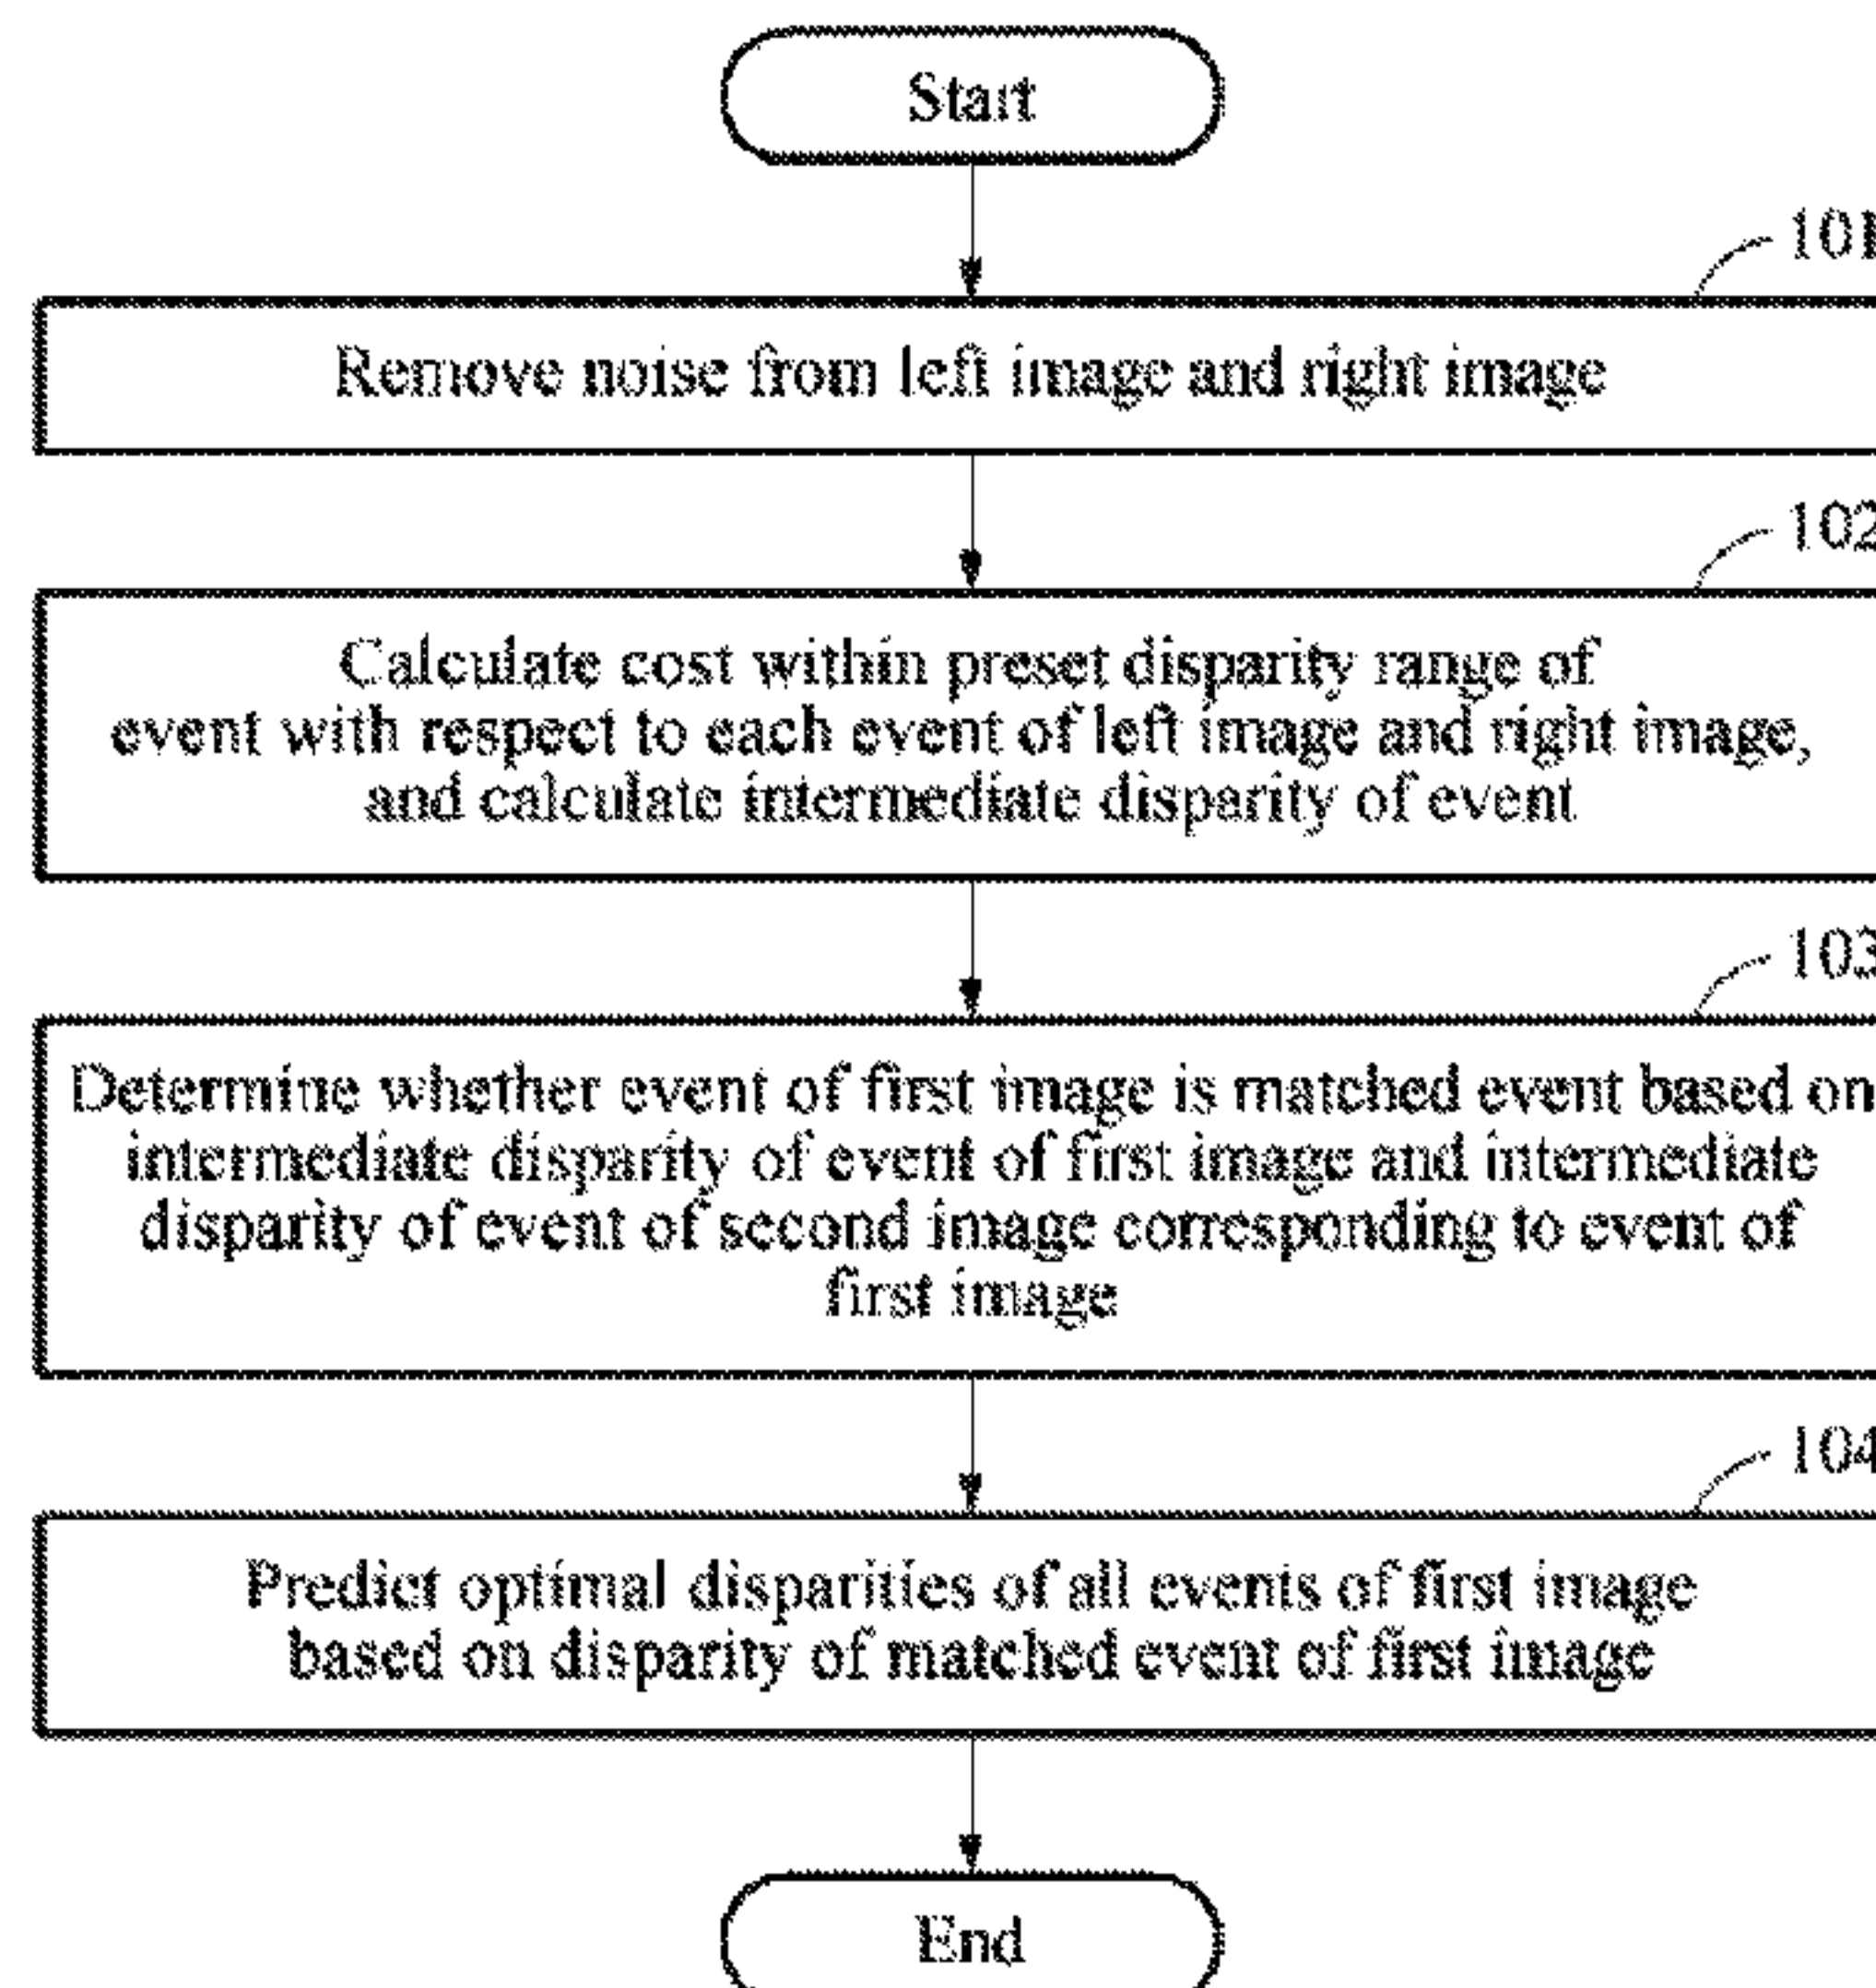 Start
101
Remove noise from left image and right image
102
Calculate cost within preset disparity range of
event with respect to each event of left image and right image,
and calculate intermediate disparity of event
103
Determine whether event of first image is matched event based on
intermediate disparity of event of first image and intermediate
disparity of event of second image corresponding to event of
first image
104
Predict optimal disparities of all events of first image
based on disparity of matched event of first image
End